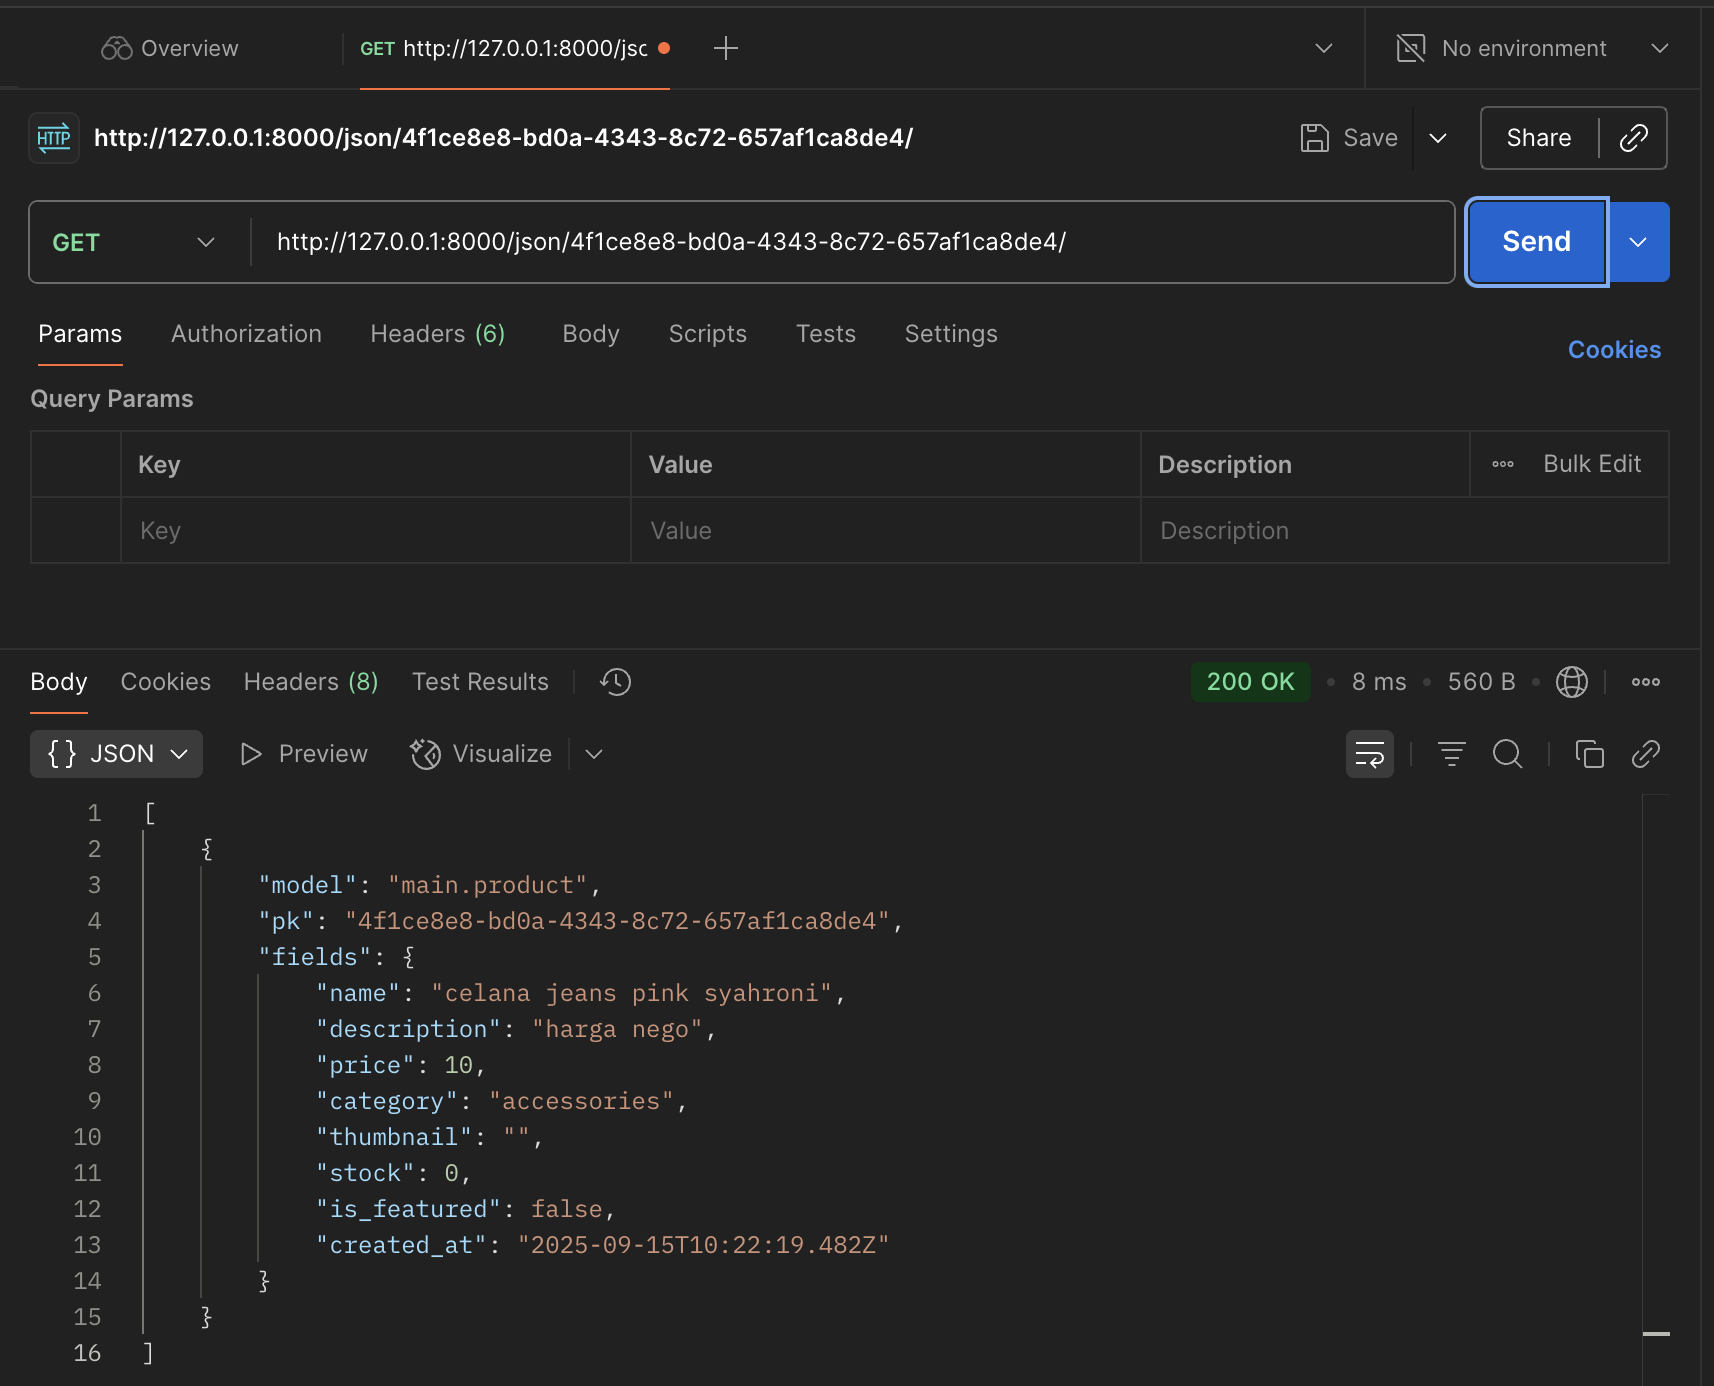 Overview
GET http://127.0.0.1:8000/jsc
No environment
HTTP
http://127.0.0.1:8000/json/4f1ce8e8-bd0a-4343-8c72-657af1ca8de4/
Save
Share
GET
http://127.0.0.1:8000/json/4f1ce8e8-bd0a-4343-8c72-657af1ca8de4/
Send
Params Authorization Headers (6) Body Scripts Tests Settings
Cookies
Query Params
Key Value Description Bulk Edit
Key Value Description
Body Cookies Headers (8) Test Results
200 OK • 8 ms • 560 B •
{} JSON Preview Visualize
1 [
2 {
3 "model": "main.product",
4 "pk": "4f1ce8e8-bd0a-4343-8c72-657af1ca8de4",
5 "fields": {
6 "name": "celana jeans pink syahroni",
7 "description": "harga nego",
8 "price": 10,
9 "category": "accessories",
10 "thumbnail": "",
11 "stock": 0,
12 "is_featured": false,
13 "created_at": "2025-09-15T10:22:19.482Z"
14 }
15 }
16 ]